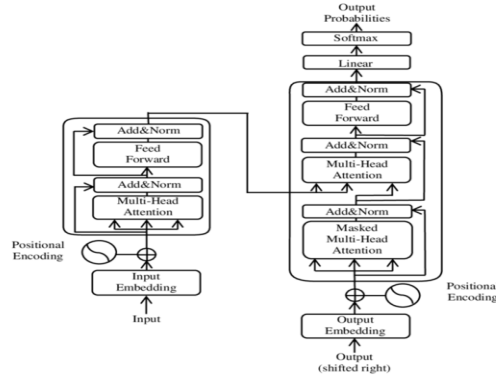 Output
Probabilities
Softmax
Linear
Add&Norm
Feed
Forward
Add&Norm
Multi-Head
Attention
Add&Norm
Masked
Multi-Head
Attention
Positional
Encoding
Output
Embedding
Output
(shifted right)
Add&Norm
Feed
Forward
Add&Norm
Multi-Head
Attention
Positional
Encoding
Input
Embedding
Input